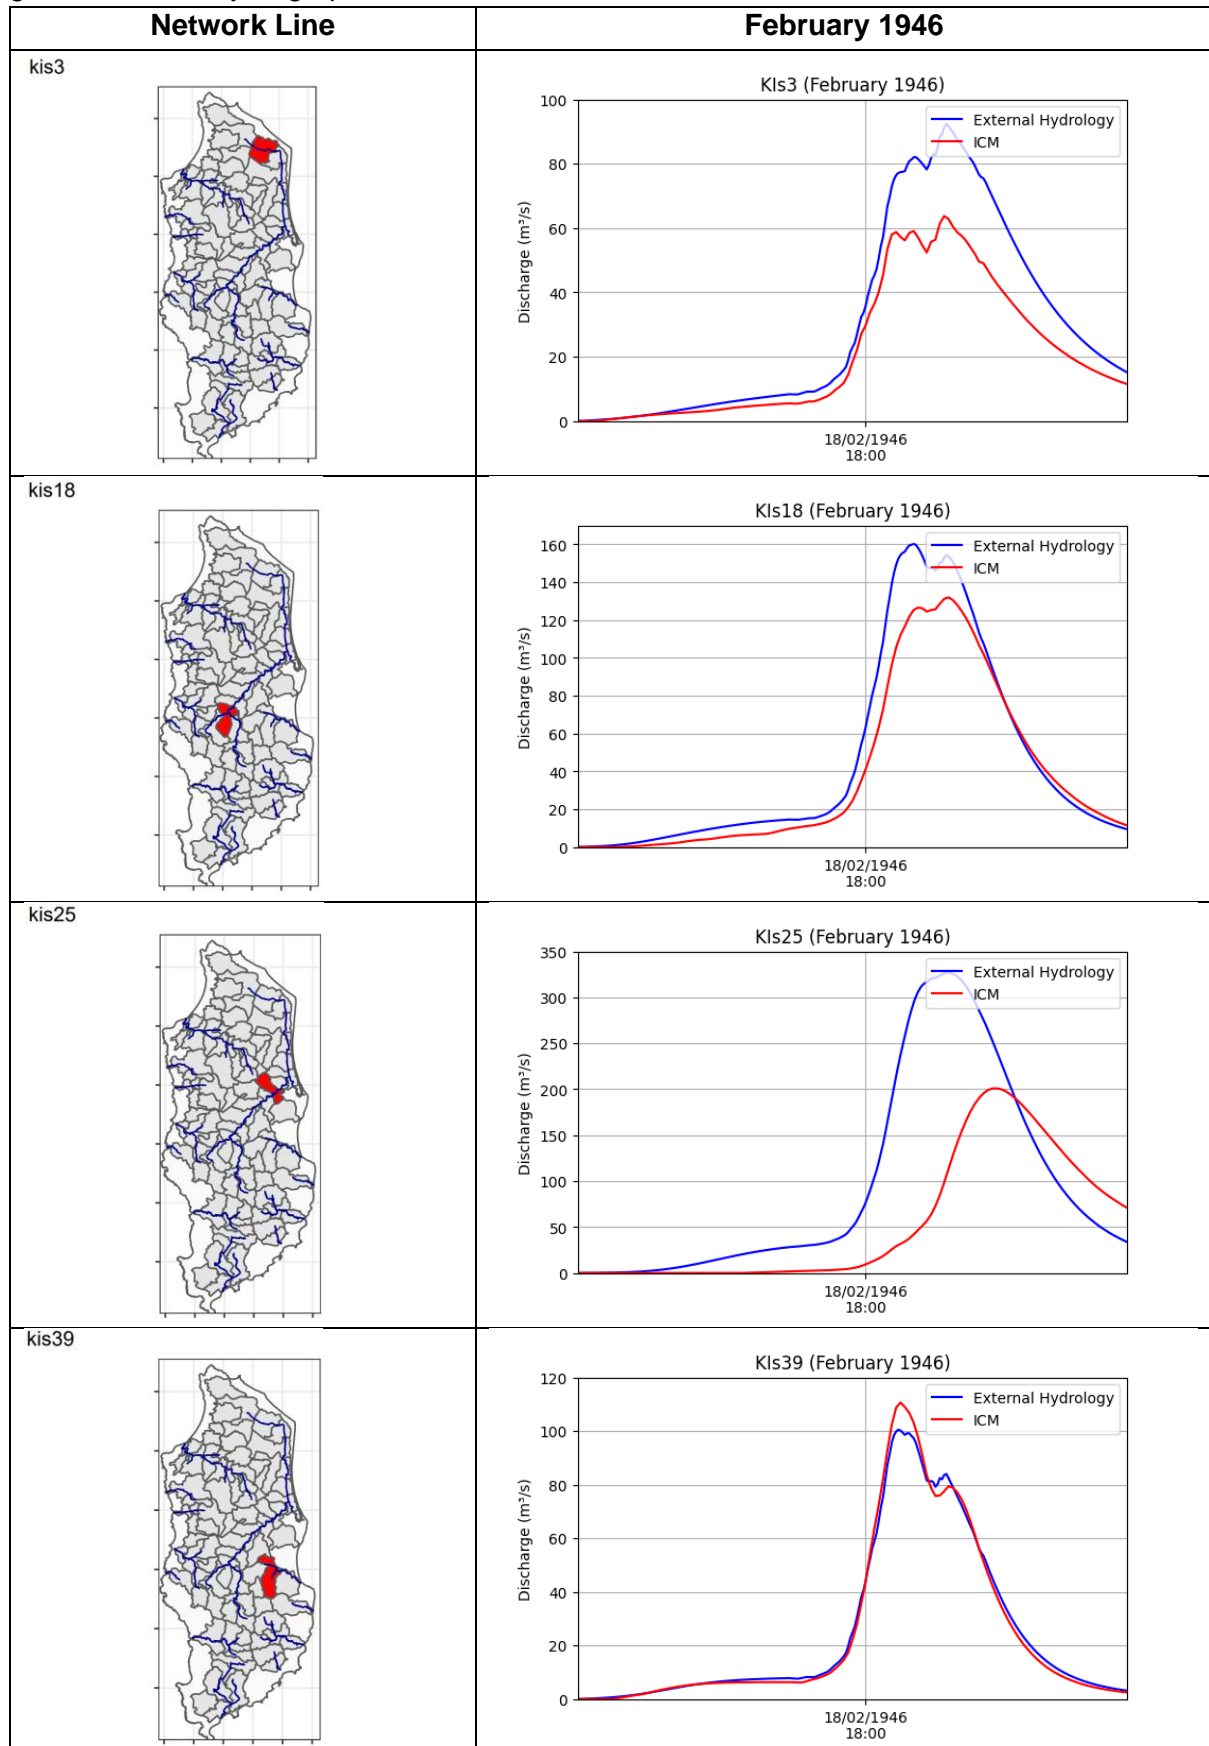 Network Line
February 1946
kis3
KIs3 (February 1946)
External Hydrology
ICM
Discharge (m³/s)
100
80
60
40
20
0
18/02/1946
18:00
kis18
KIs18 (February 1946)
External Hydrology
ICM
Discharge (m³/s)
160
140
120
100
80
60
40
20
0
18/02/1946
18:00
kis25
KIs25 (February 1946)
External Hydrology
ICM
Discharge (m³/s)
350
300
250
200
150
100
50
0
18/02/1946
18:00
kis39
KIs39 (February 1946)
External Hydrology
ICM
Discharge (m³/s)
120
100
80
60
40
20
0
18/02/1946
18:00